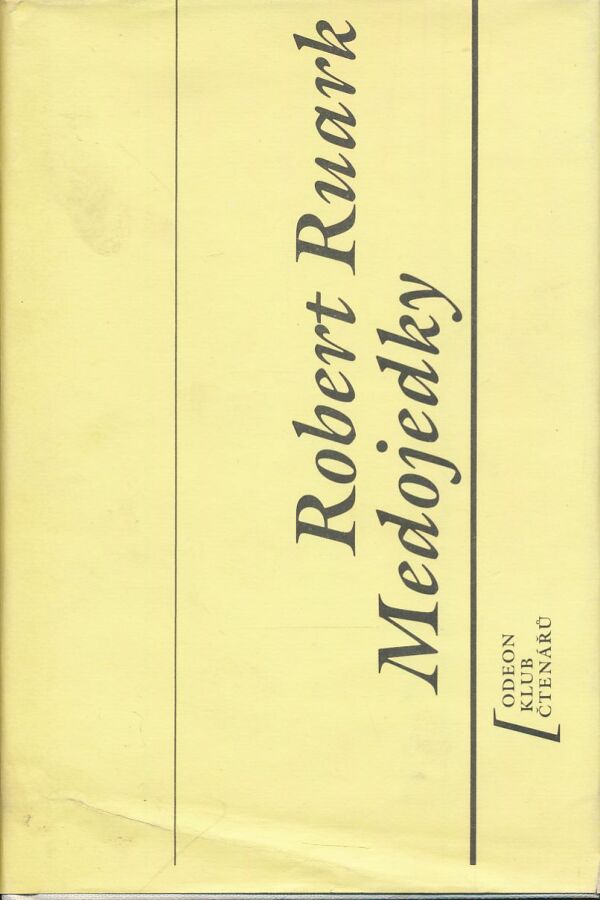 Robert Ruark
Medojedky
ODEON
KLUB
ČTENÁŘŮ